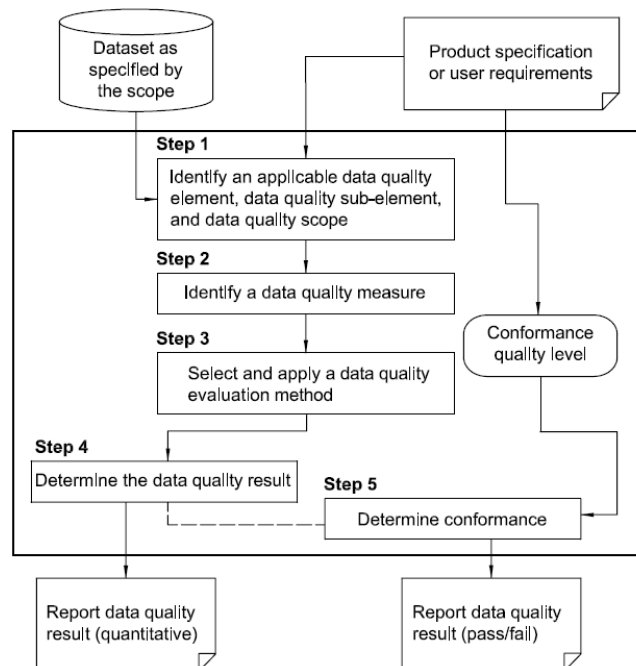 Dataset as
specified by
the scope
Product specification
or user requirements
Step 1
Identify an applicable data quality
element, data quality sub-element,
and data quality scope
Step 2
Identify a data quality measure
Step 3
Select and apply a data quality
evaluation method
Conformance
quality level
Step 4
Determine the data quality result
Step 5
Determine conformance
Report data quality
result (quantitative)
Report data quality
result (pass/fail)